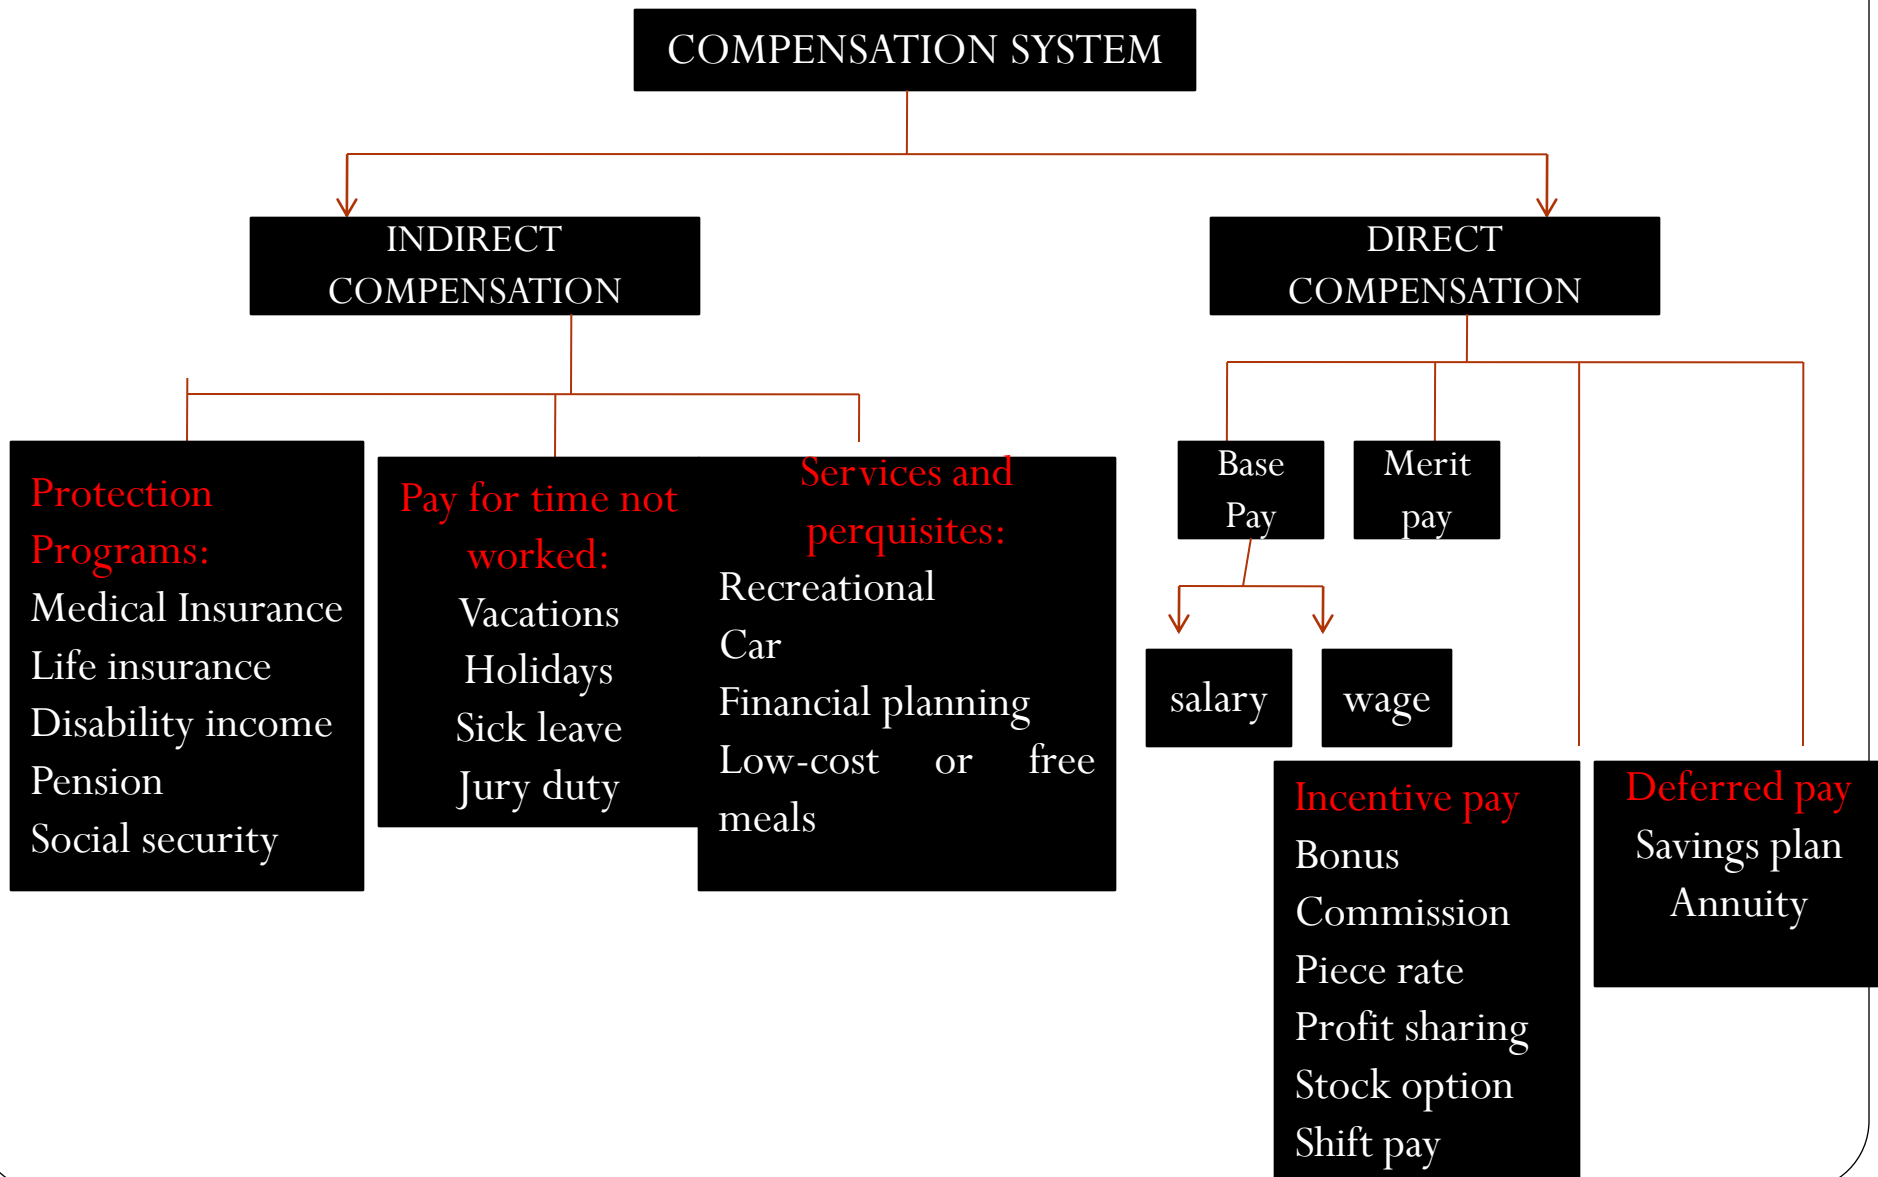 COMPENSATION SYSTEM
INDIRECT
COMPENSATION
DIRECT
COMPENSATION
Protection
Programs:
Medical Insurance
Life insurance
Disability income
Pension
Social security
Pay for time not
worked:
Vacations
Holidays
Sick leave
Jury duty
Services and
perquisites:
Recreational
Car
Financial planning
Low-cost or free
meals
Base
Pay
Merit
pay
salary
wage
Incentive pay
Bonus
Commission
Piece rate
Profit sharing
Stock option
Shift pay
Deferred pay
Savings plan
Annuity